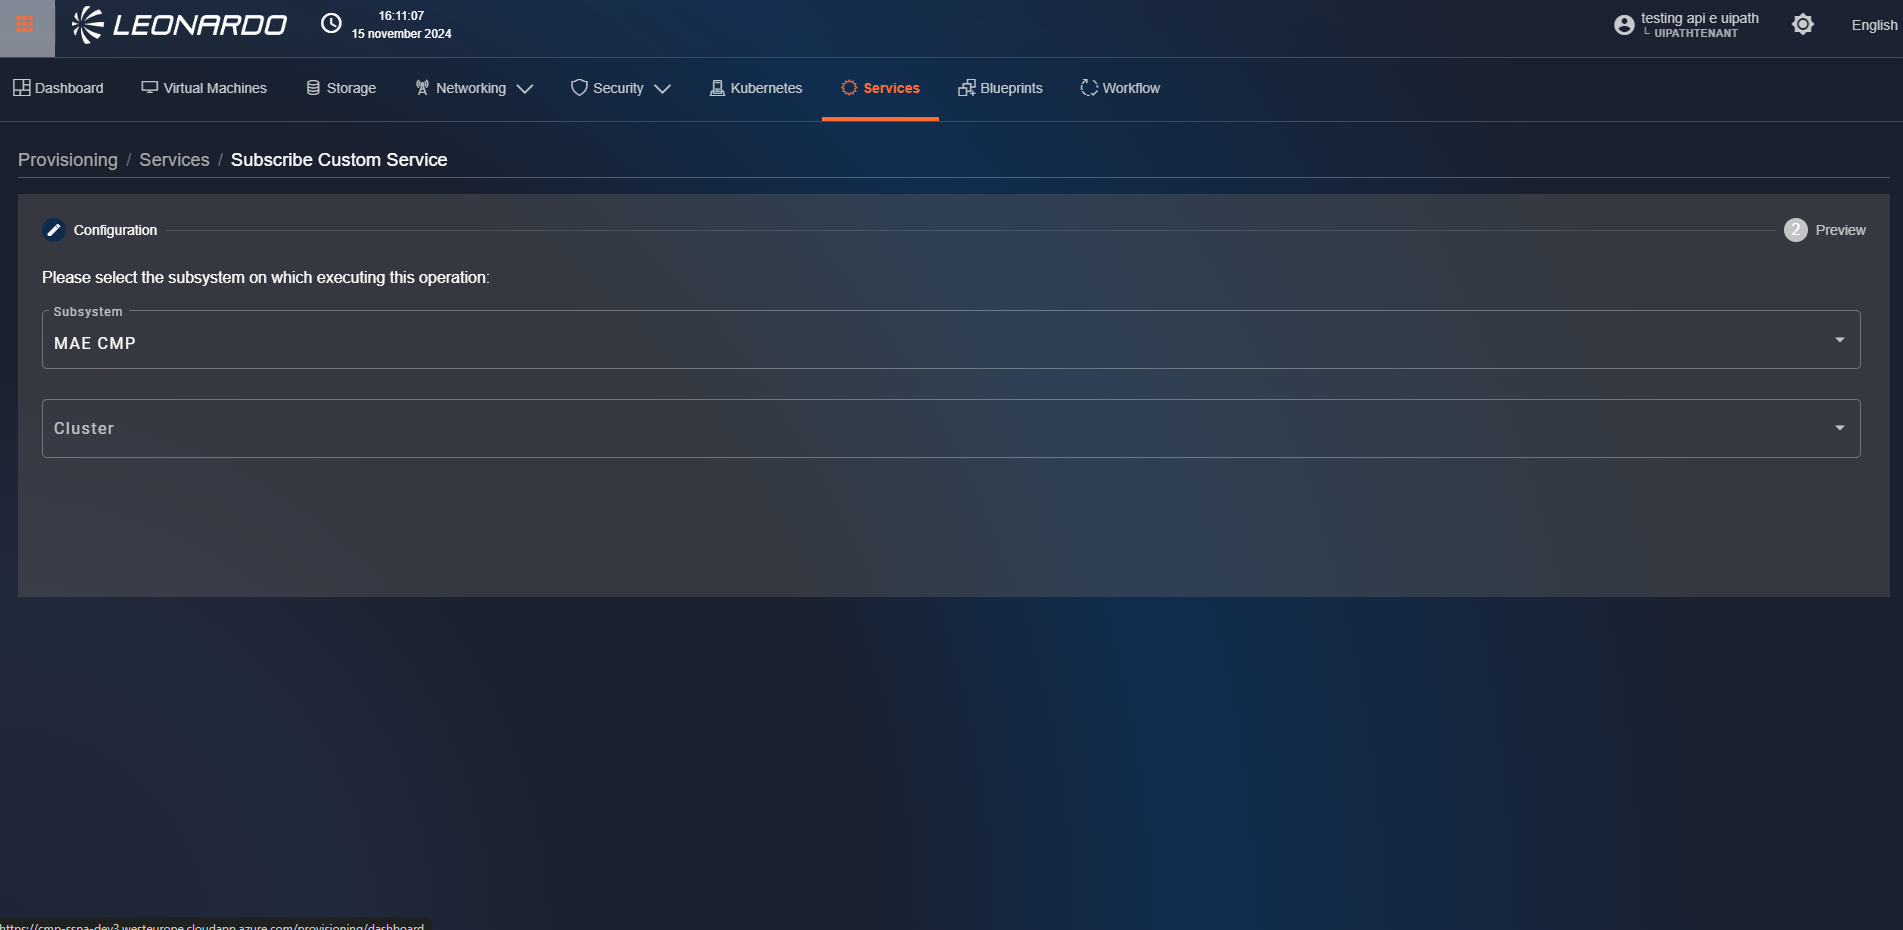 LEONARDO
16:11:07
15 november 2024
testing api e uipath
UIPATHTENANT
English
Dashboard
Virtual Machines
Storage
Networking
Security
Kubernetes
Services
Blueprints
Workflow
Provisioning / Services / Subscribe Custom Service
Configuration
2 Preview
Please select the subsystem on which executing this operation:
Subsystem
MAE CMP
Cluster
https://cmp-sspa-dev3.westeurope.cloudapp.azure.com/provisioning/dashboard